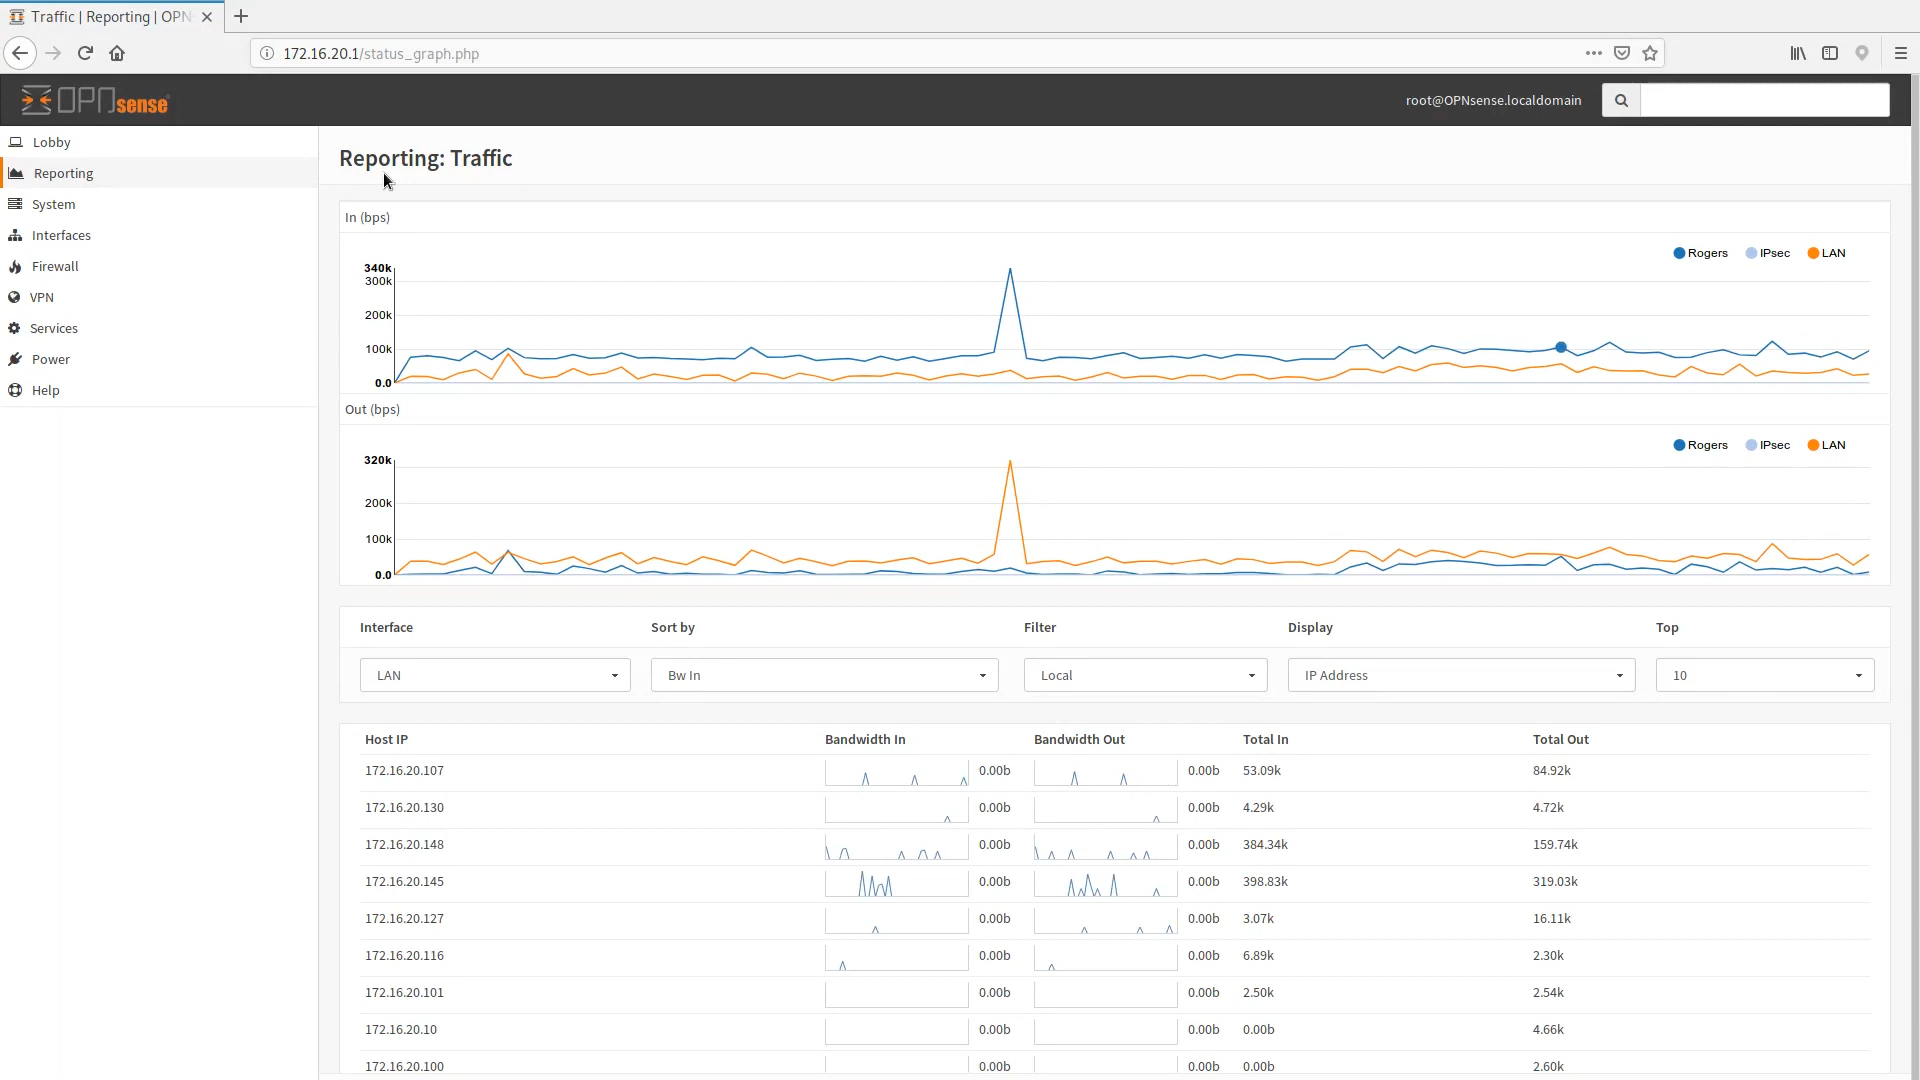 Traffic | Reporting | OPN
172.16.20.1/status_graph.php
OPNsense
root@OPNsense.localdomain
Lobby
Reporting
System
Interfaces
Firewall
VPN
Services
Power
Help
Reporting: Traffic
In (bps)
Rogers IPsec LAN
340k
300k
200k
100k
0.0
Out (bps)
Rogers IPsec LAN
320k
200k
100k
0.0
Interface Sort by Filter Display Top
LAN Bw In Local IP Address 10
Host IP Bandwidth In Bandwidth Out Total In Total Out
172.16.20.107 0.00b 0.00b 53.09k 84.92k
172.16.20.130 0.00b 0.00b 4.29k 4.72k
172.16.20.148 0.00b 0.00b 384.34k 159.74k
172.16.20.145 0.00b 0.00b 398.83k 319.03k
172.16.20.127 0.00b 0.00b 3.07k 16.11k
172.16.20.116 0.00b 0.00b 6.89k 2.30k
172.16.20.101 0.00b 0.00b 2.50k 2.54k
172.16.20.10 0.00b 0.00b 0.00b 4.66k
172.16.20.100 0.00b 0.00b 0.00b 2.60k